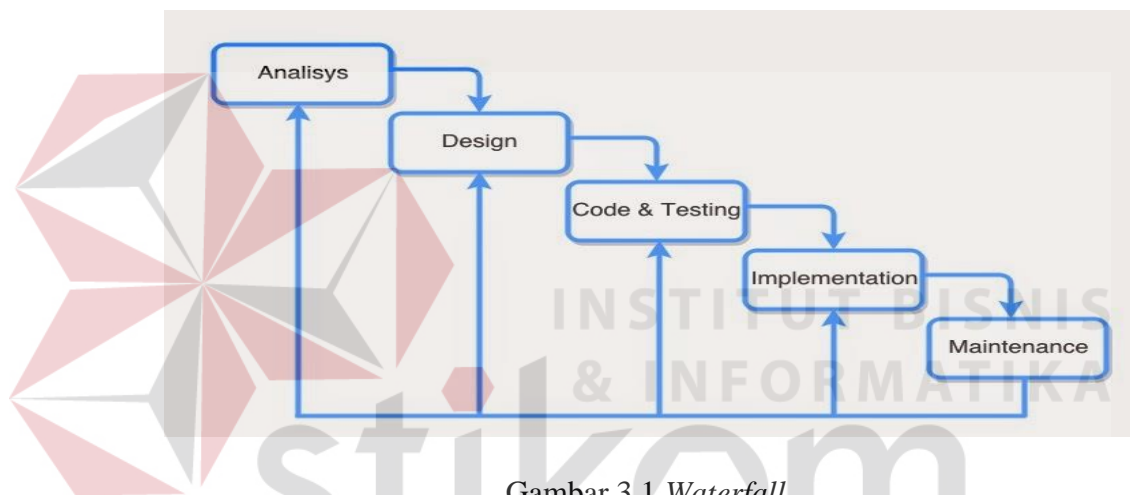 Analisys
Design
Code & Testing
Implementation
INSTITUT BISNIS
Maintenance
& INFORMATIKA
stikom
Gambar 3.1 Waterfall